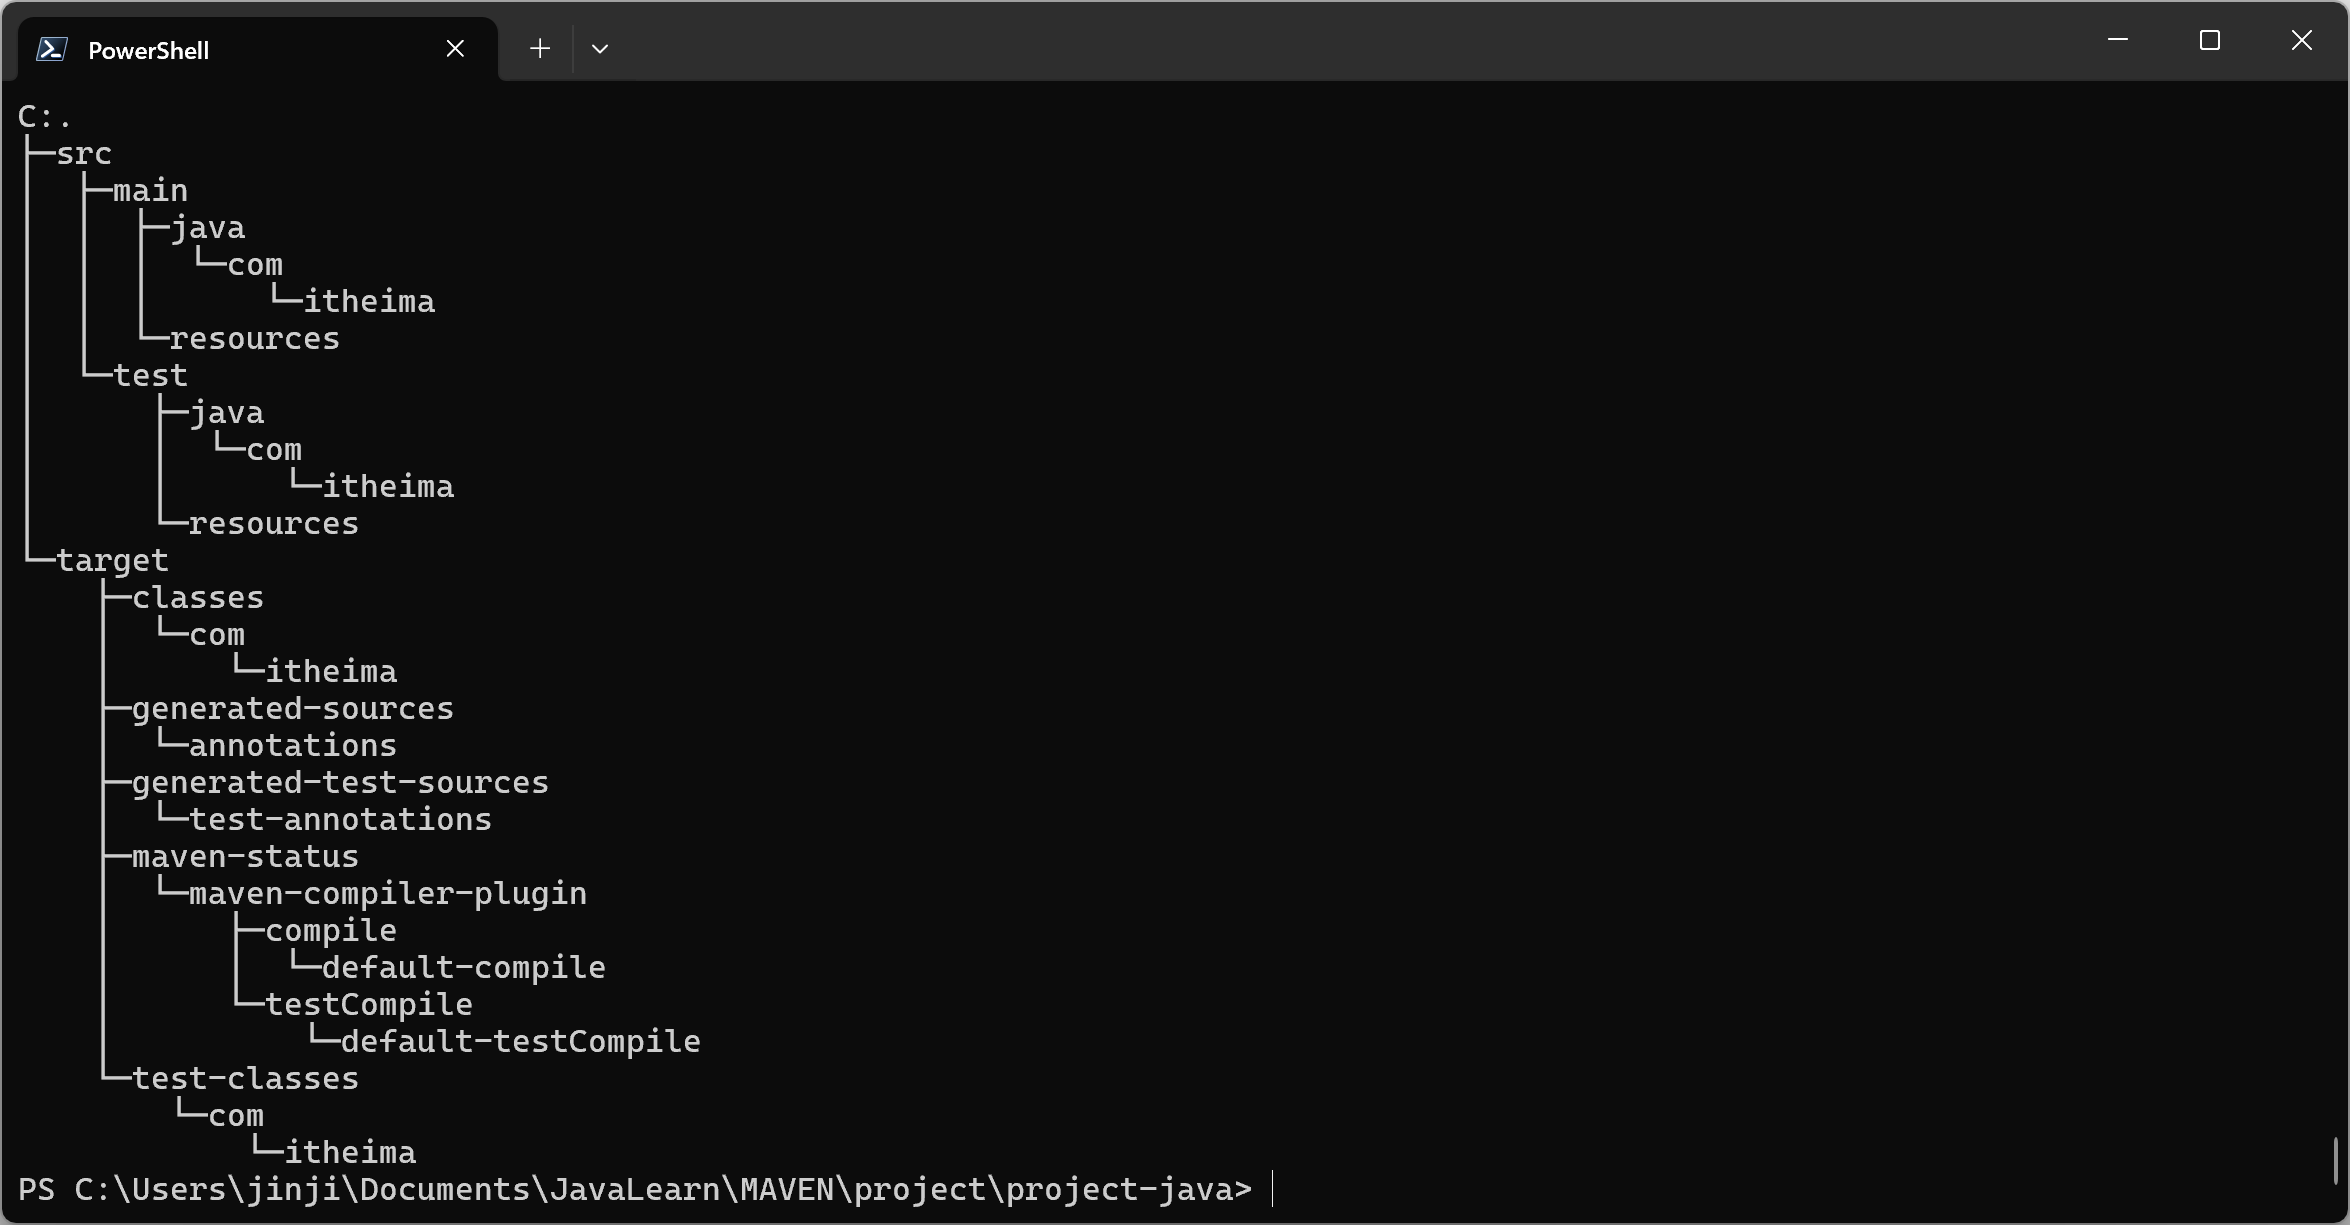 PowerShell
C:.
├─src
│  ├─main
│  │  ├─java
│  │  │  └─com
│  │  │      └─itheima
│  │  └─resources
│  └─test
│      ├─java
│      │  └─com
│      │      └─itheima
│      └─resources
└─target
    ├─classes
    │  └─com
    │      └─itheima
    ├─generated-sources
    │  └─annotations
    ├─generated-test-sources
    │  └─test-annotations
    ├─maven-status
    │  └─maven-compiler-plugin
    │      ├─compile
    │      │  └─default-compile
    │      └─testCompile
    │          └─default-testCompile
    └─test-classes
        └─com
            └─itheima
PS C:\Users\jinji\Documents\JavaLearn\MAVEN\project\project-java>